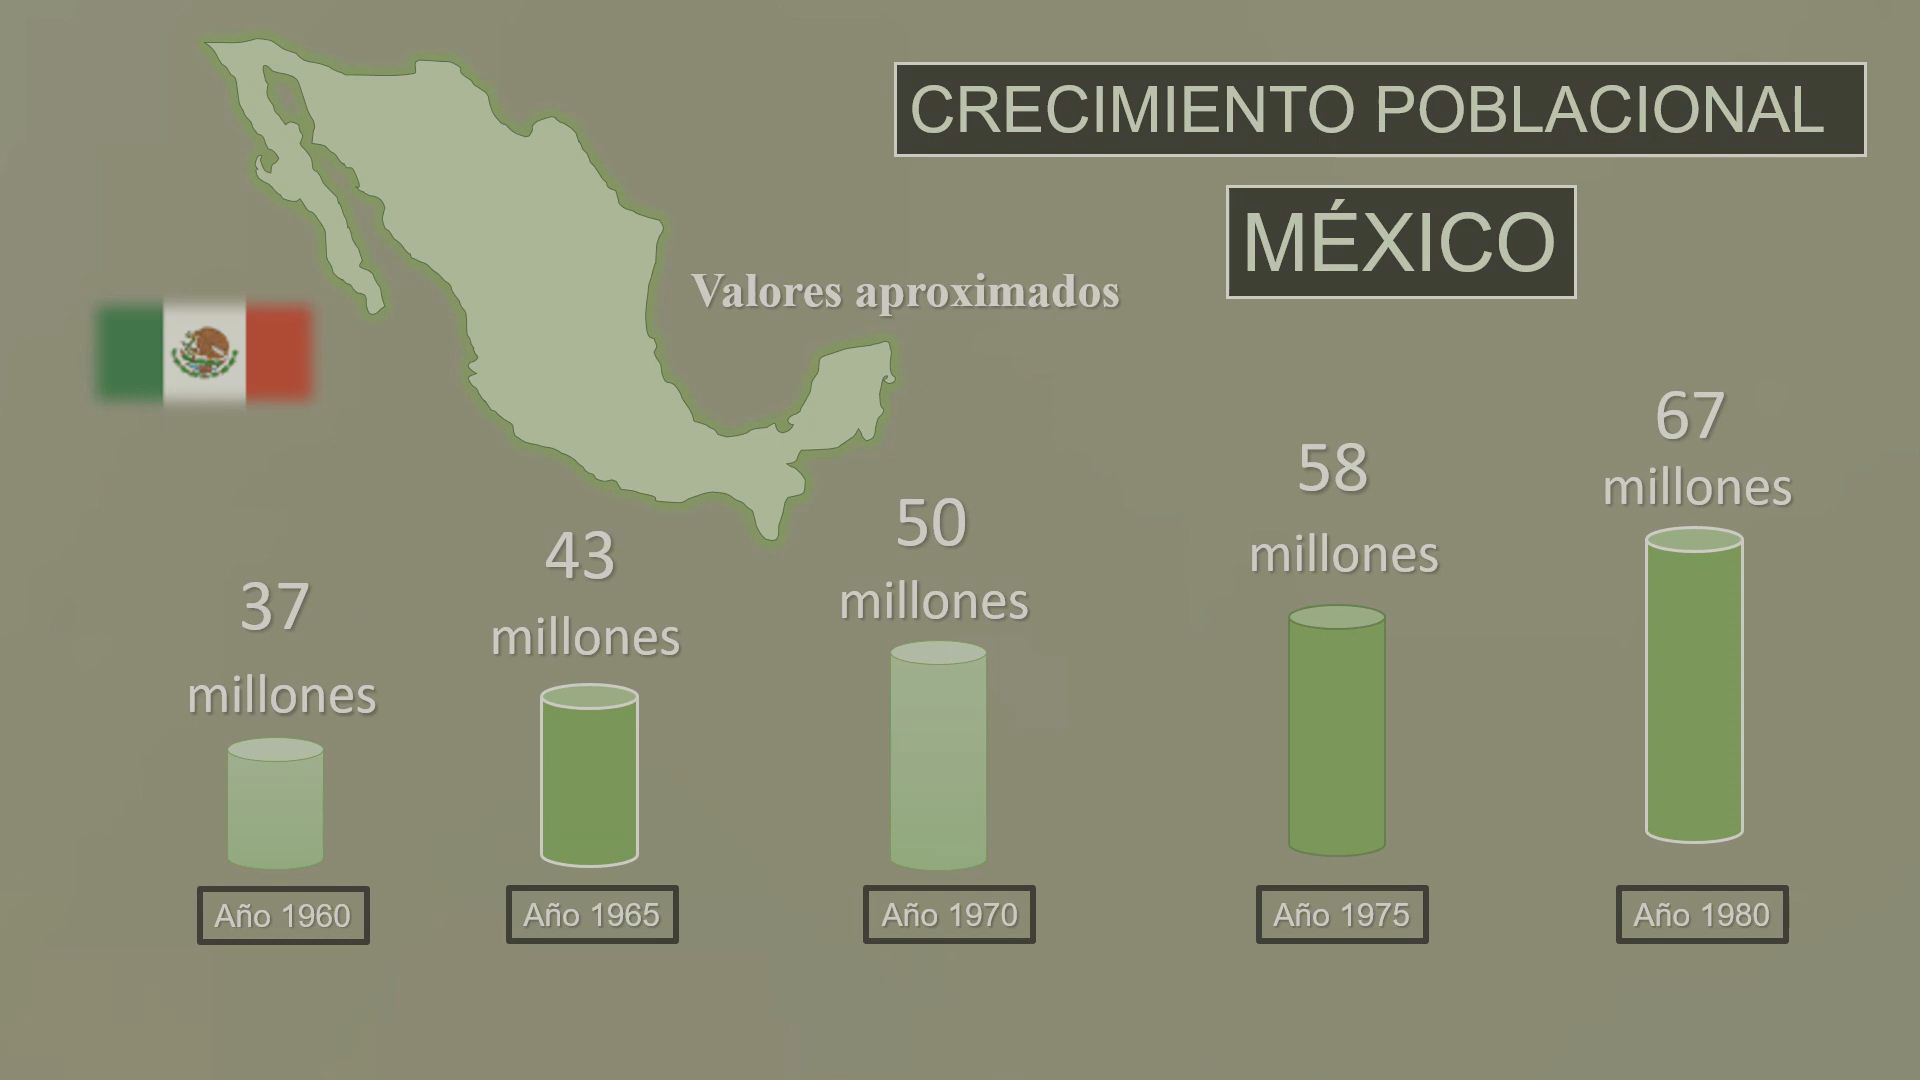 CRECIMIENTO POBLACIONAL
MÉXICO
Valores aproximados
37
millones
43
millones
50
millones
58
millones
67
millones
Año 1960
Año 1965
Año 1970
Año 1975
Año 1980